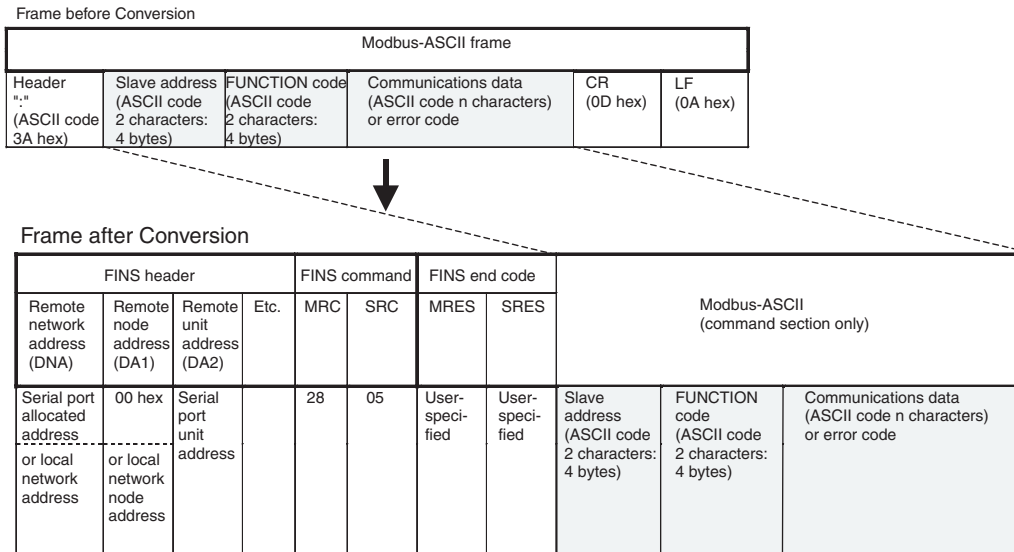 Frame before Conversion
Modbus-ASCII frame
Header
":"
(ASCII code
3A hex)
Slave address
(ASCII code
2 characters:
4 bytes)
FUNCTION code
(ASCII code
2 characters:
4 bytes)
Communications data
(ASCII code n characters)
or error code
CR
(0D hex)
LF
(0A hex)
Frame after Conversion
FINS header
FINS command
FINS end code
Modbus-ASCII
(command section only)
Remote
network
address
(DNA)
Remote
node
address
(DA1)
Remote
unit
address
(DA2)
Etc.
MRC
SRC
MRES
SRES
Serial port
allocated
address
or local
network
address
00 hex
or local
network
node
address
Serial
port
unit
address
28
05
User-
speci-
fied
User-
speci-
fied
Slave
address
(ASCII code
2 characters:
4 bytes)
FUNCTION
code
(ASCII code
2 characters:
4 bytes)
Communications data
(ASCII code n characters)
or error code